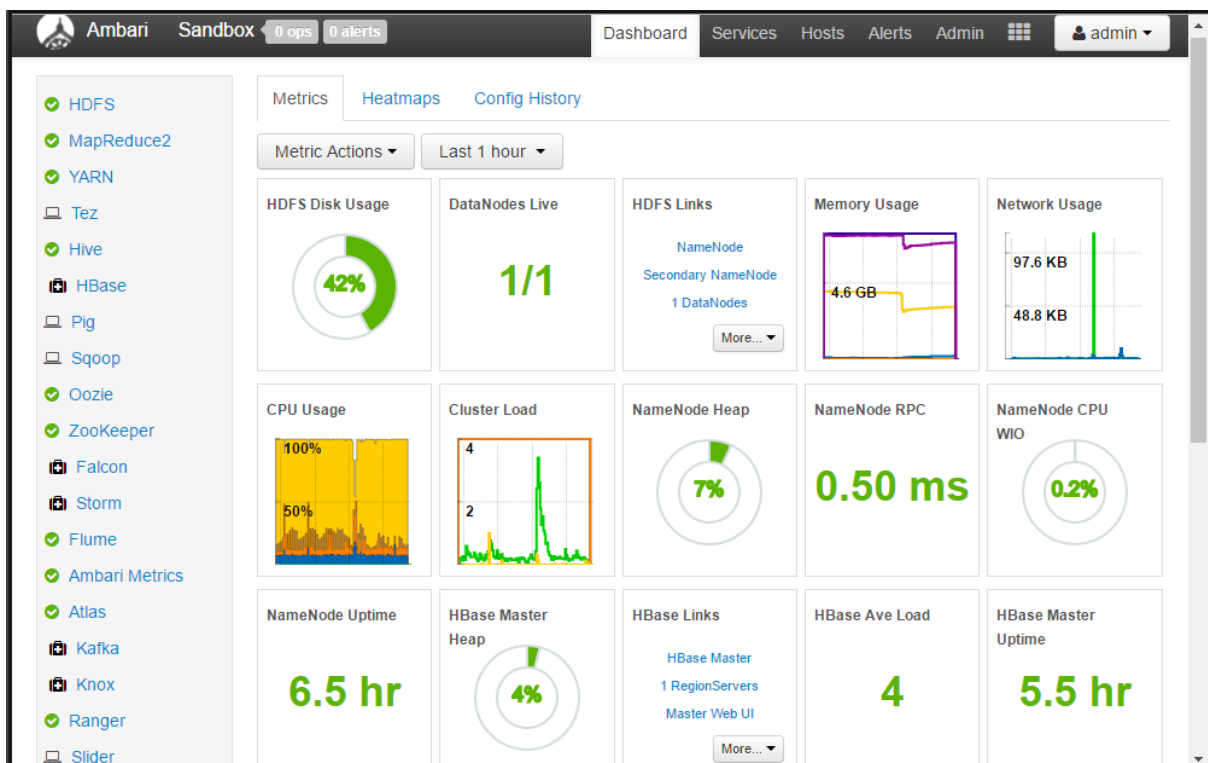 Ambari Sandbox 0 ops 0 alerts Dashboard Services Hosts Alerts Admin admin
HDFS
MapReduce2
YARN
Tez
Hive
HBase
Pig
Sqoop
Oozie
ZooKeeper
Falcon
Storm
Flume
Ambari Metrics
Atlas
Kafka
Knox
Ranger
Slider
Metrics Heatmaps Config History
Metric Actions Last 1 hour
HDFS Disk Usage
42%
DataNodes Live
1/1
HDFS Links
NameNode
Secondary NameNode
1 DataNodes
More...
Memory Usage
4.6 GB
Network Usage
97.6 KB
48.8 KB
CPU Usage
100%
50%
Cluster Load
4
2
NameNode Heap
7%
NameNode RPC
0.50 ms
NameNode CPU
WIO
0.2%
NameNode Uptime
6.5 hr
HBase Master
Heap
4%
HBase Links
HBase Master
1 RegionServers
Master Web UI
More...
HBase Ave Load
4
HBase Master
Uptime
5.5 hr